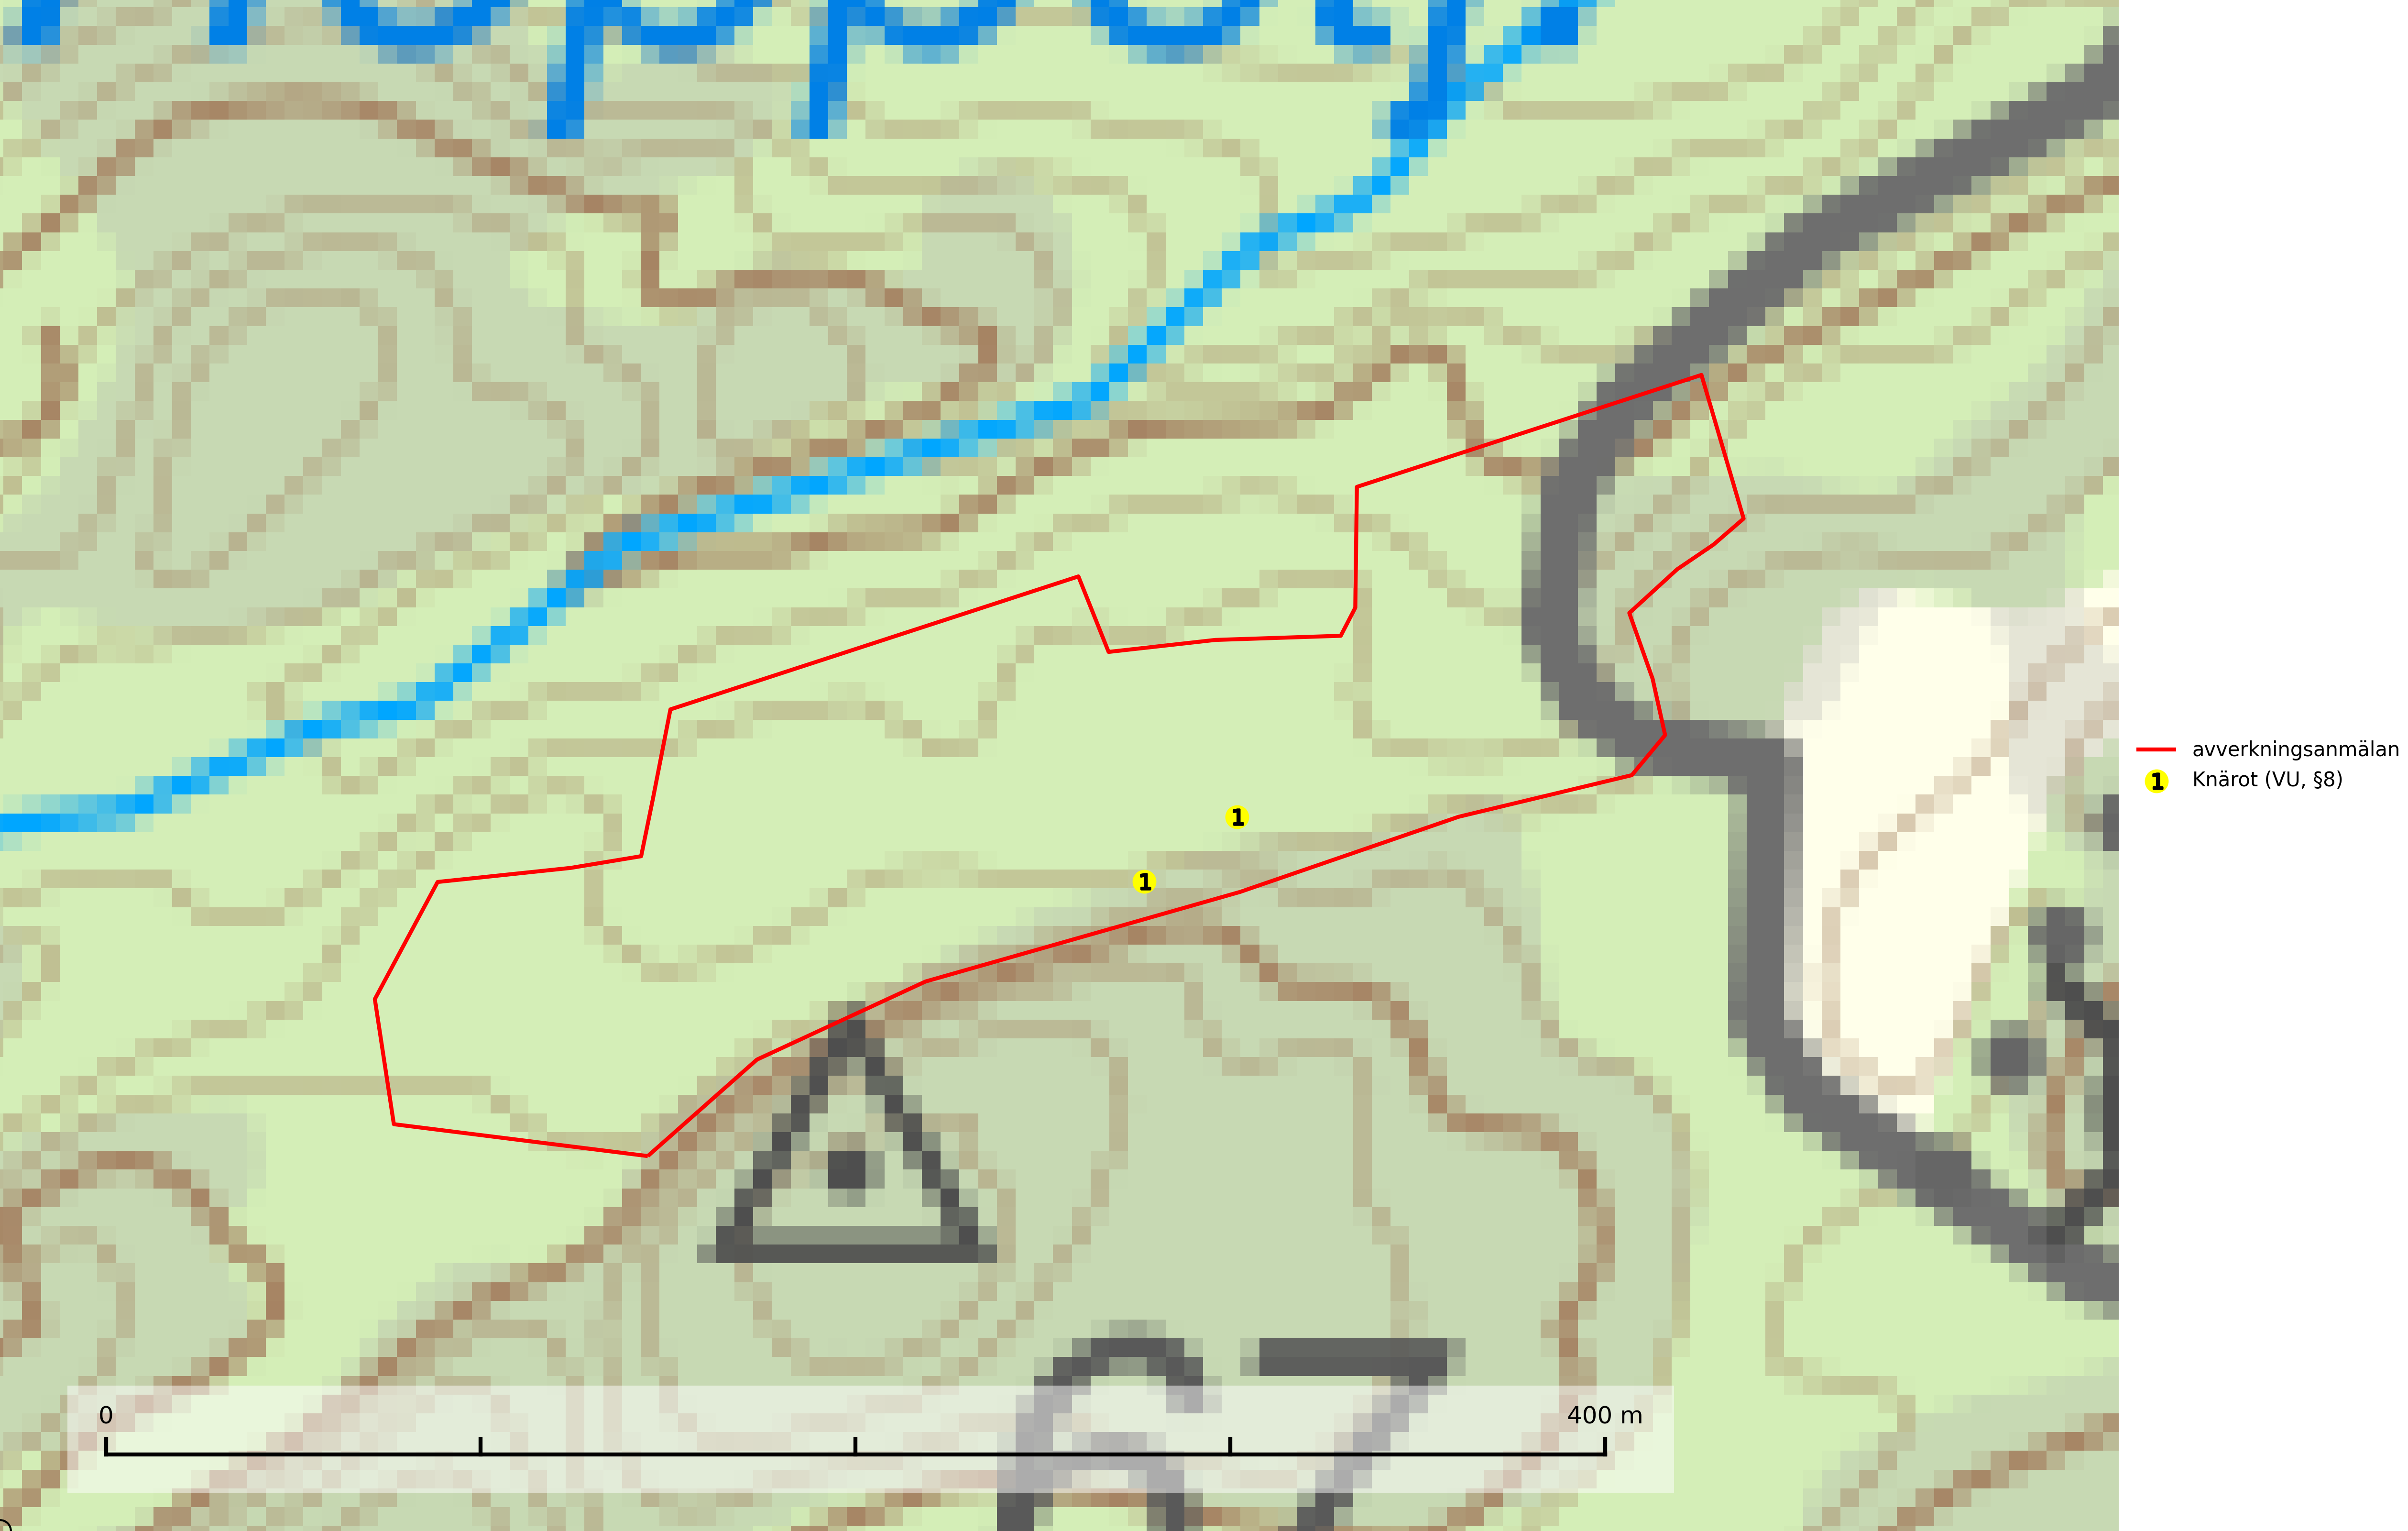 avverkningsanmälan
1 Knärot (VU, §8)
1
1
0 400 m